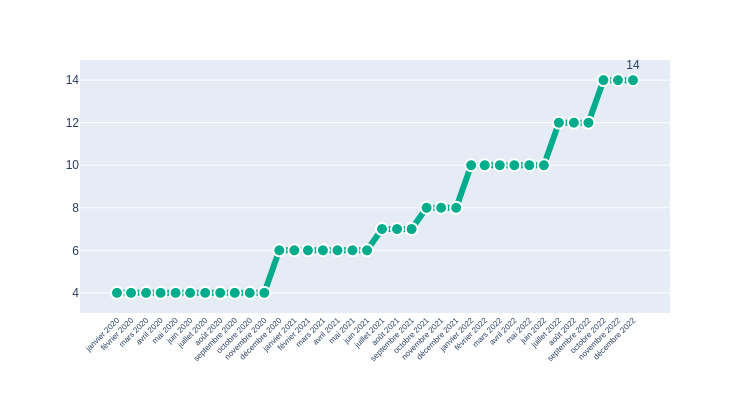 14
14
12
10
8
6
4
janvier 2020
février 2020
mars 2020
avril 2020
mai 2020
juin 2020
juillet 2020
août 2020
septembre 2020
octobre 2020
novembre 2020
décembre 2020
janvier 2021
février 2021
mars 2021
avril 2021
mai 2021
juin 2021
juillet 2021
août 2021
septembre 2021
octobre 2021
novembre 2021
décembre 2021
janvier 2022
février 2022
mars 2022
avril 2022
mai 2022
juin 2022
juillet 2022
août 2022
septembre 2022
octobre 2022
novembre 2022
décembre 2022